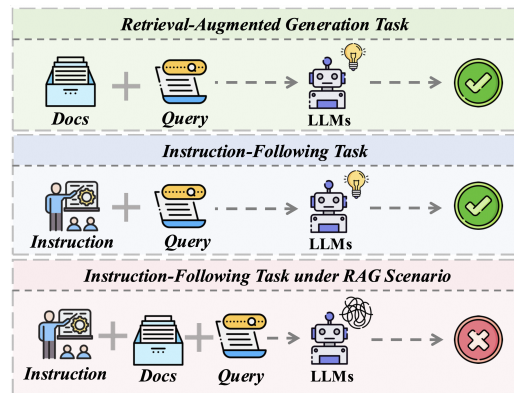 Retrieval-Augmented Generation Task
Docs
Query
LLMs
Instruction-Following Task
Instruction
Query
LLMs
Instruction-Following Task under RAG Scenario
Instruction
Docs
Query
LLMs